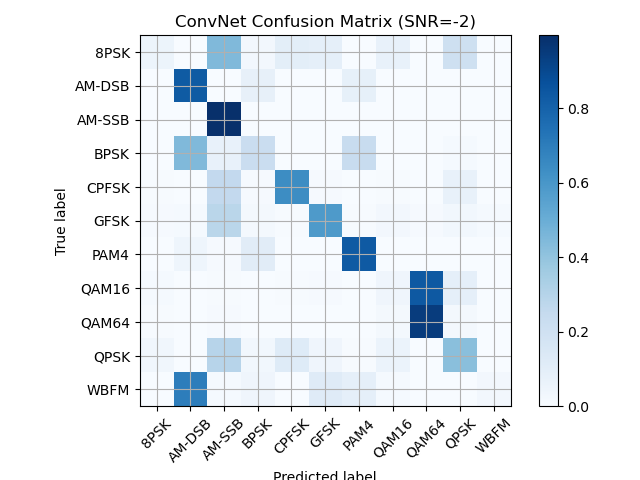 ConvNet Confusion Matrix (SNR=-2)
8PSK
AM-DSB
AM-SSB
BPSK
CPFSK
GFSK
PAM4
QAM16
QAM64
QPSK
WBFM
True label
8PSK AM-DSB AM-SSB BPSK CPFSK GFSK PAM4 QAM16 QAM64 QPSK WBFM
Predicted label
0.8
0.6
0.4
0.2
0.0